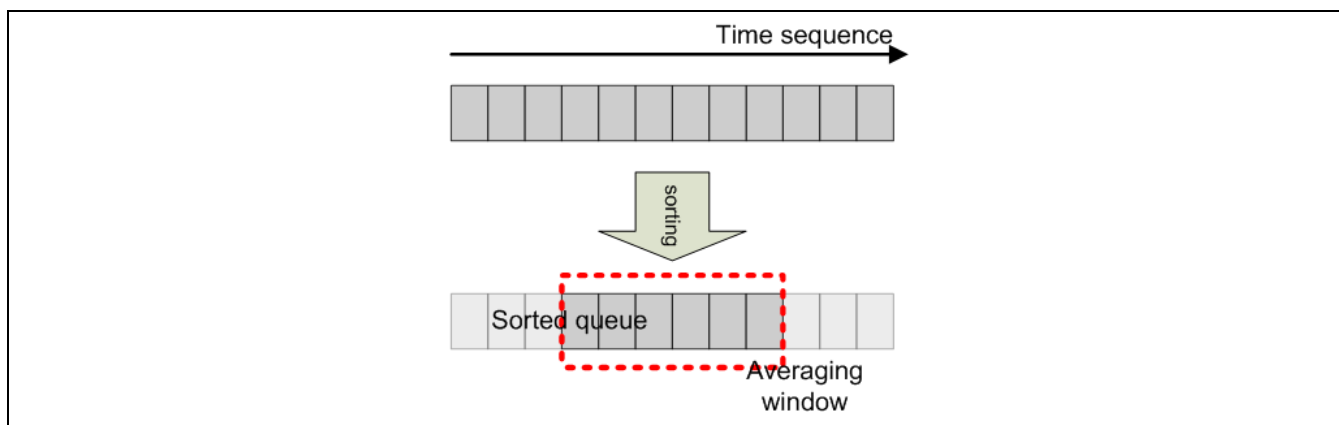 Time sequence
sorting
Sorted queue
Averaging
window